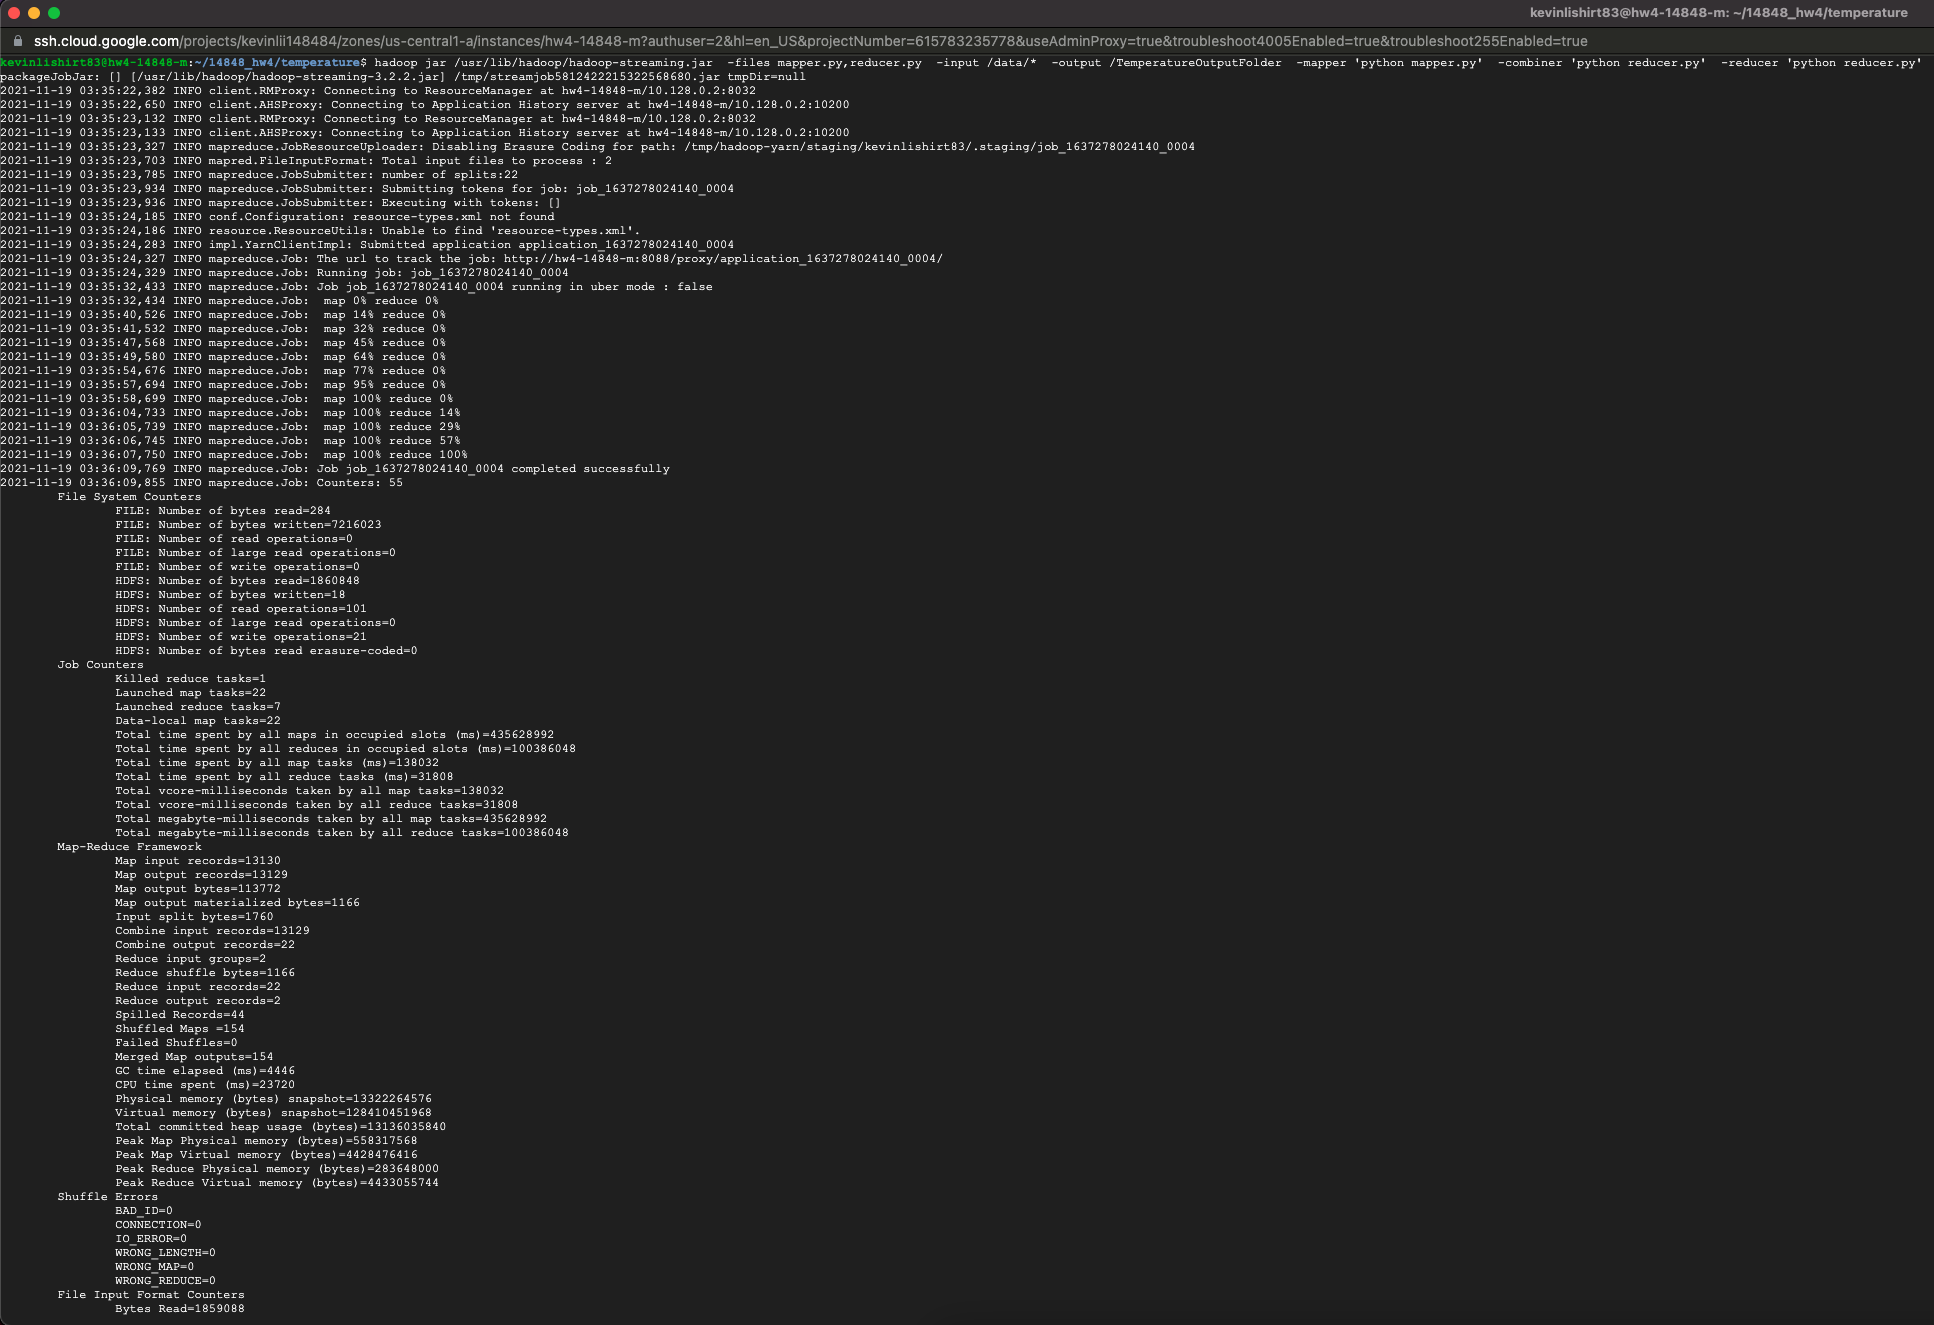 kevinlishirt83@hw4-14848-m: ~/14848_hw4/temperature
ssh.cloud.google.com/projects/kevinlii148484/zones/us-central1-a/instances/hw4-14848-m?authuser=2&hl=en_US&projectNumber=615783235778&useAdminProxy=true&troubleshoot4005Enabled=true&troubleshoot255Enabled=true
kevinlishirt83@hw4-14848-m:~/14848_hw4/temperature$ hadoop jar /usr/lib/hadoop/hadoop-streaming.jar  -files mapper.py,reducer.py  -input /data/*  -output /TemperatureOutputFolder  -mapper 'python mapper.py'  -combiner 'python reducer.py'  -reducer 'python reducer.py'
packageJobJar: [] [/usr/lib/hadoop/hadoop-streaming-3.2.2.jar] /tmp/streamjob5812422215322568680.jar tmpDir=null
2021-11-19 03:35:22,382 INFO client.RMProxy: Connecting to ResourceManager at hw4-14848-m/10.128.0.2:8032
2021-11-19 03:35:22,650 INFO client.AHSProxy: Connecting to Application History server at hw4-14848-m/10.128.0.2:10200
2021-11-19 03:35:23,132 INFO client.RMProxy: Connecting to ResourceManager at hw4-14848-m/10.128.0.2:8032
2021-11-19 03:35:23,133 INFO client.AHSProxy: Connecting to Application History server at hw4-14848-m/10.128.0.2:10200
2021-11-19 03:35:23,327 INFO mapreduce.JobResourceUploader: Disabling Erasure Coding for path: /tmp/hadoop-yarn/staging/kevinlishirt83/.staging/job_1637278024140_0004
2021-11-19 03:35:23,703 INFO mapred.FileInputFormat: Total input files to process : 2
2021-11-19 03:35:23,785 INFO mapreduce.JobSubmitter: number of splits:22
2021-11-19 03:35:23,934 INFO mapreduce.JobSubmitter: Submitting tokens for job: job_1637278024140_0004
2021-11-19 03:35:23,936 INFO mapreduce.JobSubmitter: Executing with tokens: []
2021-11-19 03:35:24,185 INFO conf.Configuration: resource-types.xml not found
2021-11-19 03:35:24,186 INFO resource.ResourceUtils: Unable to find 'resource-types.xml'.
2021-11-19 03:35:24,283 INFO impl.YarnClientImpl: Submitted application application_1637278024140_0004
2021-11-19 03:35:24,327 INFO mapreduce.Job: The url to track the job: http://hw4-14848-m:8088/proxy/application_1637278024140_0004/
2021-11-19 03:35:24,329 INFO mapreduce.Job: Running job: job_1637278024140_0004
2021-11-19 03:35:32,433 INFO mapreduce.Job: Job job_1637278024140_0004 running in uber mode : false
2021-11-19 03:35:32,434 INFO mapreduce.Job:  map 0% reduce 0%
2021-11-19 03:35:40,526 INFO mapreduce.Job:  map 14% reduce 0%
2021-11-19 03:35:41,532 INFO mapreduce.Job:  map 32% reduce 0%
2021-11-19 03:35:47,568 INFO mapreduce.Job:  map 45% reduce 0%
2021-11-19 03:35:49,580 INFO mapreduce.Job:  map 64% reduce 0%
2021-11-19 03:35:54,676 INFO mapreduce.Job:  map 77% reduce 0%
2021-11-19 03:35:57,694 INFO mapreduce.Job:  map 95% reduce 0%
2021-11-19 03:35:58,699 INFO mapreduce.Job:  map 100% reduce 0%
2021-11-19 03:36:04,733 INFO mapreduce.Job:  map 100% reduce 14%
2021-11-19 03:36:05,739 INFO mapreduce.Job:  map 100% reduce 29%
2021-11-19 03:36:06,745 INFO mapreduce.Job:  map 100% reduce 57%
2021-11-19 03:36:07,750 INFO mapreduce.Job:  map 100% reduce 100%
2021-11-19 03:36:09,769 INFO mapreduce.Job: Job job_1637278024140_0004 completed successfully
2021-11-19 03:36:09,855 INFO mapreduce.Job: Counters: 55
File System Counters
FILE: Number of bytes read=284
FILE: Number of bytes written=7216023
FILE: Number of read operations=0
FILE: Number of large read operations=0
FILE: Number of write operations=0
HDFS: Number of bytes read=1860848
HDFS: Number of bytes written=18
HDFS: Number of read operations=101
HDFS: Number of large read operations=0
HDFS: Number of write operations=21
HDFS: Number of bytes read erasure-coded=0
Job Counters
Killed reduce tasks=1
Launched map tasks=22
Launched reduce tasks=7
Data-local map tasks=22
Total time spent by all maps in occupied slots (ms)=435628992
Total time spent by all reduces in occupied slots (ms)=100386048
Total time spent by all map tasks (ms)=138032
Total time spent by all reduce tasks (ms)=31808
Total vcore-milliseconds taken by all map tasks=138032
Total vcore-milliseconds taken by all reduce tasks=31808
Total megabyte-milliseconds taken by all map tasks=435628992
Total megabyte-milliseconds taken by all reduce tasks=100386048
Map-Reduce Framework
Map input records=13130
Map output records=13129
Map output bytes=113772
Map output materialized bytes=1166
Input split bytes=1760
Combine input records=13129
Combine output records=22
Reduce input groups=2
Reduce shuffle bytes=1166
Reduce input records=22
Reduce output records=2
Spilled Records=44
Shuffled Maps =154
Failed Shuffles=0
Merged Map outputs=154
GC time elapsed (ms)=4446
CPU time spent (ms)=23720
Physical memory (bytes) snapshot=13322264576
Virtual memory (bytes) snapshot=128410451968
Total committed heap usage (bytes)=13136035840
Peak Map Physical memory (bytes)=558317568
Peak Map Virtual memory (bytes)=4428476416
Peak Reduce Physical memory (bytes)=283648000
Peak Reduce Virtual memory (bytes)=4433055744
Shuffle Errors
BAD_ID=0
CONNECTION=0
IO_ERROR=0
WRONG_LENGTH=0
WRONG_MAP=0
WRONG_REDUCE=0
File Input Format Counters
Bytes Read=1859088